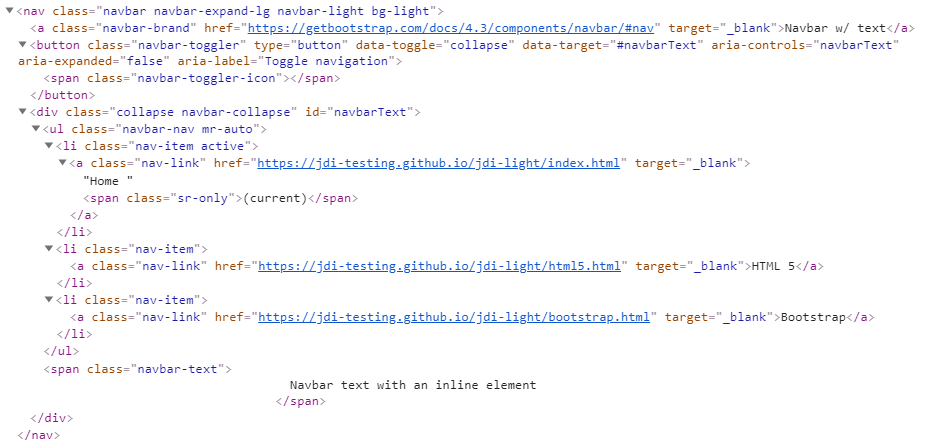 <nav class="navbar navbar-expand-lg navbar-light bg-light">
<a class="navbar-brand" href="https://getbootstrap.com/docs/4.3/components/navbar/#nav" target="_blank">Navbar w/ text</a>
<button class="navbar-toggler" type="button" data-toggle="collapse" data-target="#navbarText" aria-controls="navbarText"
aria-expanded="false" aria-label="Toggle navigation">
<span class="navbar-toggler-icon"></span>
</button>
<div class="collapse navbar-collapse" id="navbarText">
<ul class="navbar-nav mr-auto">
<li class="nav-item active">
<a class="nav-link" href="https://jdi-testing.github.io/jdi-light/index.html" target="_blank">
"Home "
<span class="sr-only">(current)</span>
</a>
</li>
<li class="nav-item">
<a class="nav-link" href="https://jdi-testing.github.io/jdi-light/html5.html" target="_blank">HTML 5</a>
</li>
<li class="nav-item">
<a class="nav-link" href="https://jdi-testing.github.io/jdi-light/bootstrap.html" target="_blank">Bootstrap</a>
</li>
</ul>
<span class="navbar-text">
Navbar text with an inline element
</span>
</div>
</nav>